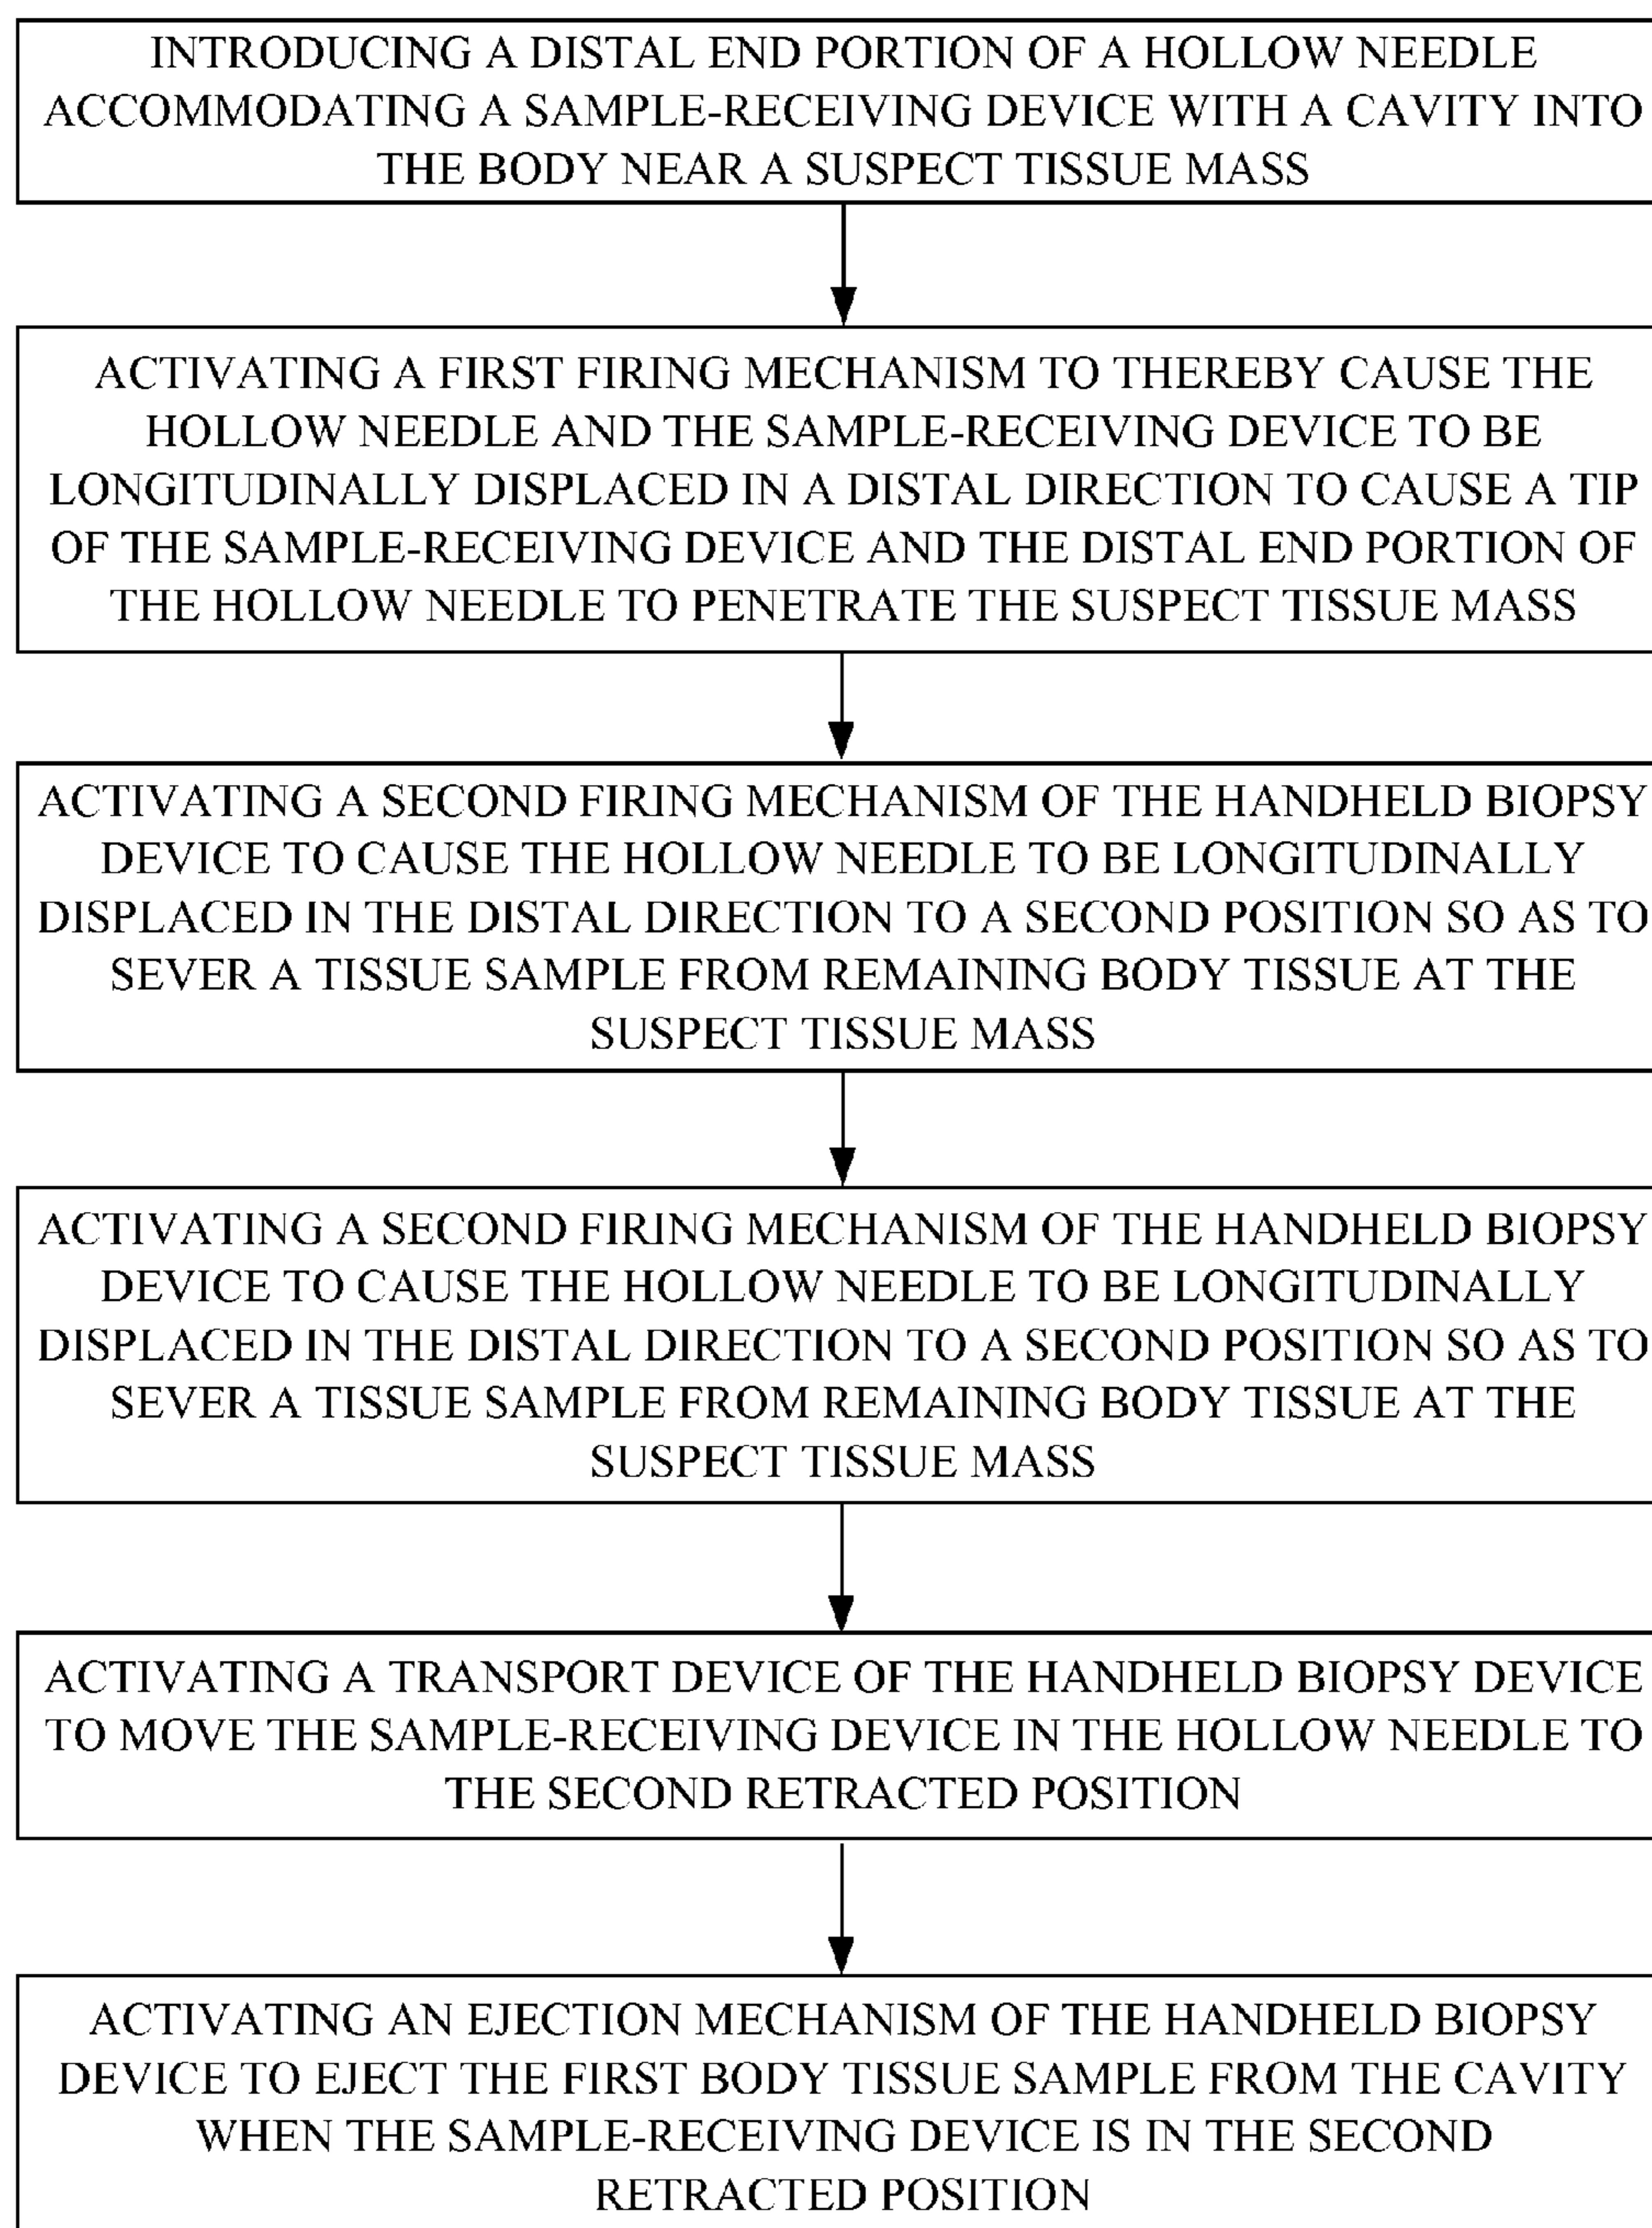 INTRODUCING A DISTAL END PORTION OF A HOLLOW NEEDLE
ACCOMMODATING A SAMPLE-RECEIVING DEVICE WITH A CAVITY INTO
THE BODY NEAR A SUSPECT TISSUE MASS
ACTIVATING A FIRST FIRING MECHANISM TO THEREBY CAUSE THE
HOLLOW NEEDLE AND THE SAMPLE-RECEIVING DEVICE TO BE
LONGITUDINALLY DISPLACED IN A DISTAL DIRECTION TO CAUSE A TIP
OF THE SAMPLE-RECEIVING DEVICE AND THE DISTAL END PORTION OF
THE HOLLOW NEEDLE TO PENETRATE THE SUSPECT TISSUE MASS
ACTIVATING A SECOND FIRING MECHANISM OF THE HANDHELD BIOPSY
DEVICE TO CAUSE THE HOLLOW NEEDLE TO BE LONGITUDINALLY
DISPLACED IN THE DISTAL DIRECTION TO A SECOND POSITION SO AS TO
SEVER A TISSUE SAMPLE FROM REMAINING BODY TISSUE AT THE
SUSPECT TISSUE MASS
ACTIVATING A SECOND FIRING MECHANISM OF THE HANDHELD BIOPSY
DEVICE TO CAUSE THE HOLLOW NEEDLE TO BE LONGITUDINALLY
DISPLACED IN THE DISTAL DIRECTION TO A SECOND POSITION SO AS TO
SEVER A TISSUE SAMPLE FROM REMAINING BODY TISSUE AT THE
SUSPECT TISSUE MASS
ACTIVATING A TRANSPORT DEVICE OF THE HANDHELD BIOPSY DEVICE
TO MOVE THE SAMPLE-RECEIVING DEVICE IN THE HOLLOW NEEDLE TO
THE SECOND RETRACTED POSITION
ACTIVATING AN EJECTION MECHANISM OF THE HANDHELD BIOPSY
DEVICE TO EJECT THE FIRST BODY TISSUE SAMPLE FROM THE CAVITY
WHEN THE SAMPLE-RECEIVING DEVICE IS IN THE SECOND
RETRACTED POSITION